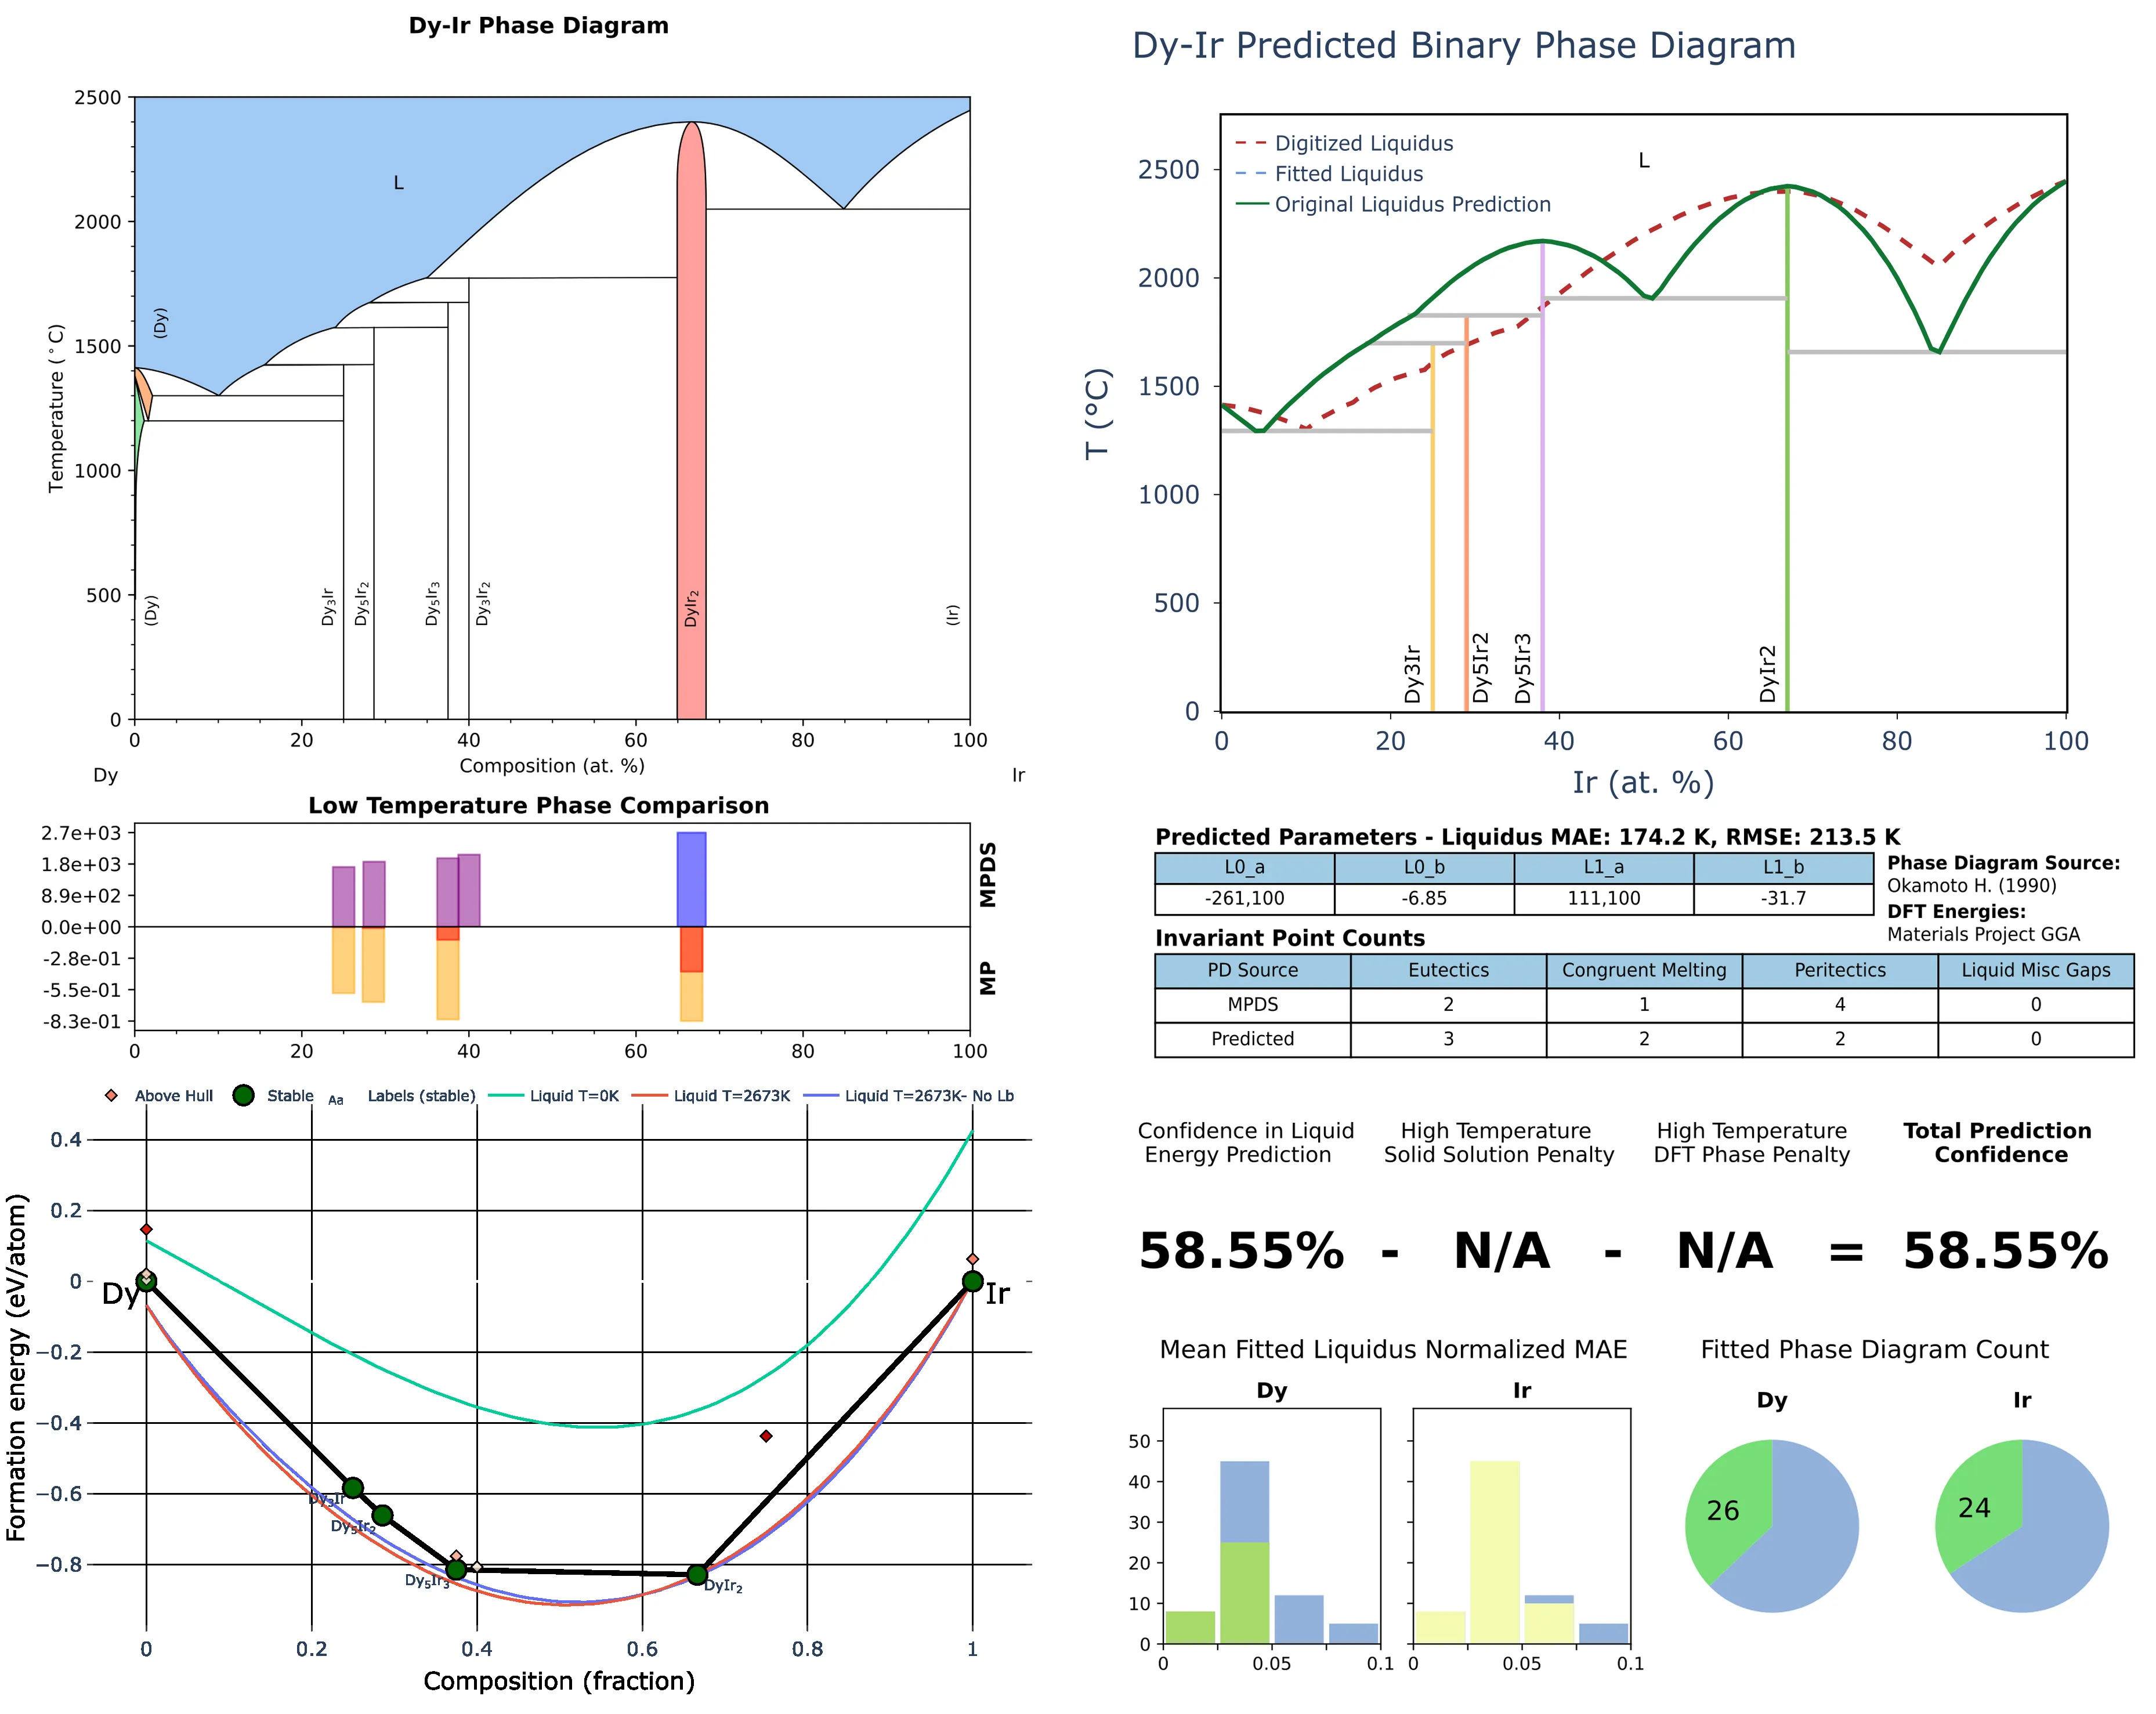 Dy-Ir Phase Diagram
2500
2000
1500
1000
500
0
Temperature (°C)
L
(Dy)
(Dy)
Dy3Ir
Dy5Ir2
Dy5Ir3
Dy3Ir2
DyIr2
(Ir)
0 20 40 60 80 100
Composition (at. %)
Dy Ir
Low Temperature Phase Comparison
2.7e+03
1.8e+03
8.9e+02
0.0e+00
-2.8e-01
-5.5e-01
-8.3e-01
MPDS
MP
0 20 40 60 80 100
Above Hull Stable Aa Labels (stable) Liquid T=0K Liquid T=2673K Liquid T=2673K- No Lb
0.4
0.2
0
−0.2
−0.4
−0.6
−0.8
Formation energy (eV/atom)
Dy Ir
Dy3Ir
Dy5Ir2
Dy5Ir3
DyIr2
0 0.2 0.4 0.6 0.8 1
Composition (fraction)
Dy-Ir Predicted Binary Phase Diagram
Digitized Liquidus
Fitted Liquidus
Original Liquidus Prediction
L
2500
2000
1500
1000
500
0
T (°C)
Dy3Ir
Dy5Ir2
Dy5Ir3
DyIr2
0 20 40 60 80 100
Ir (at. %)
Predicted Parameters - Liquidus MAE: 174.2 K, RMSE: 213.5 K
L0_a L0_b L1_a L1_b
-261,100 -6.85 111,100 -31.7
Phase Diagram Source:
Okamoto H. (1990)
DFT Energies:
Materials Project GGA
Invariant Point Counts
PD Source Eutectics Congruent Melting Peritectics Liquid Misc Gaps
MPDS 2 1 4 0
Predicted 3 2 2 0
Confidence in Liquid
Energy Prediction
High Temperature
Solid Solution Penalty
High Temperature
DFT Phase Penalty
Total Prediction
Confidence
58.55% - N/A - N/A = 58.55%
Mean Fitted Liquidus Normalized MAE
Dy Ir
50
40
30
20
10
0
0 0.05 0.1
0 0.05 0.1
Fitted Phase Diagram Count
Dy Ir
26 24